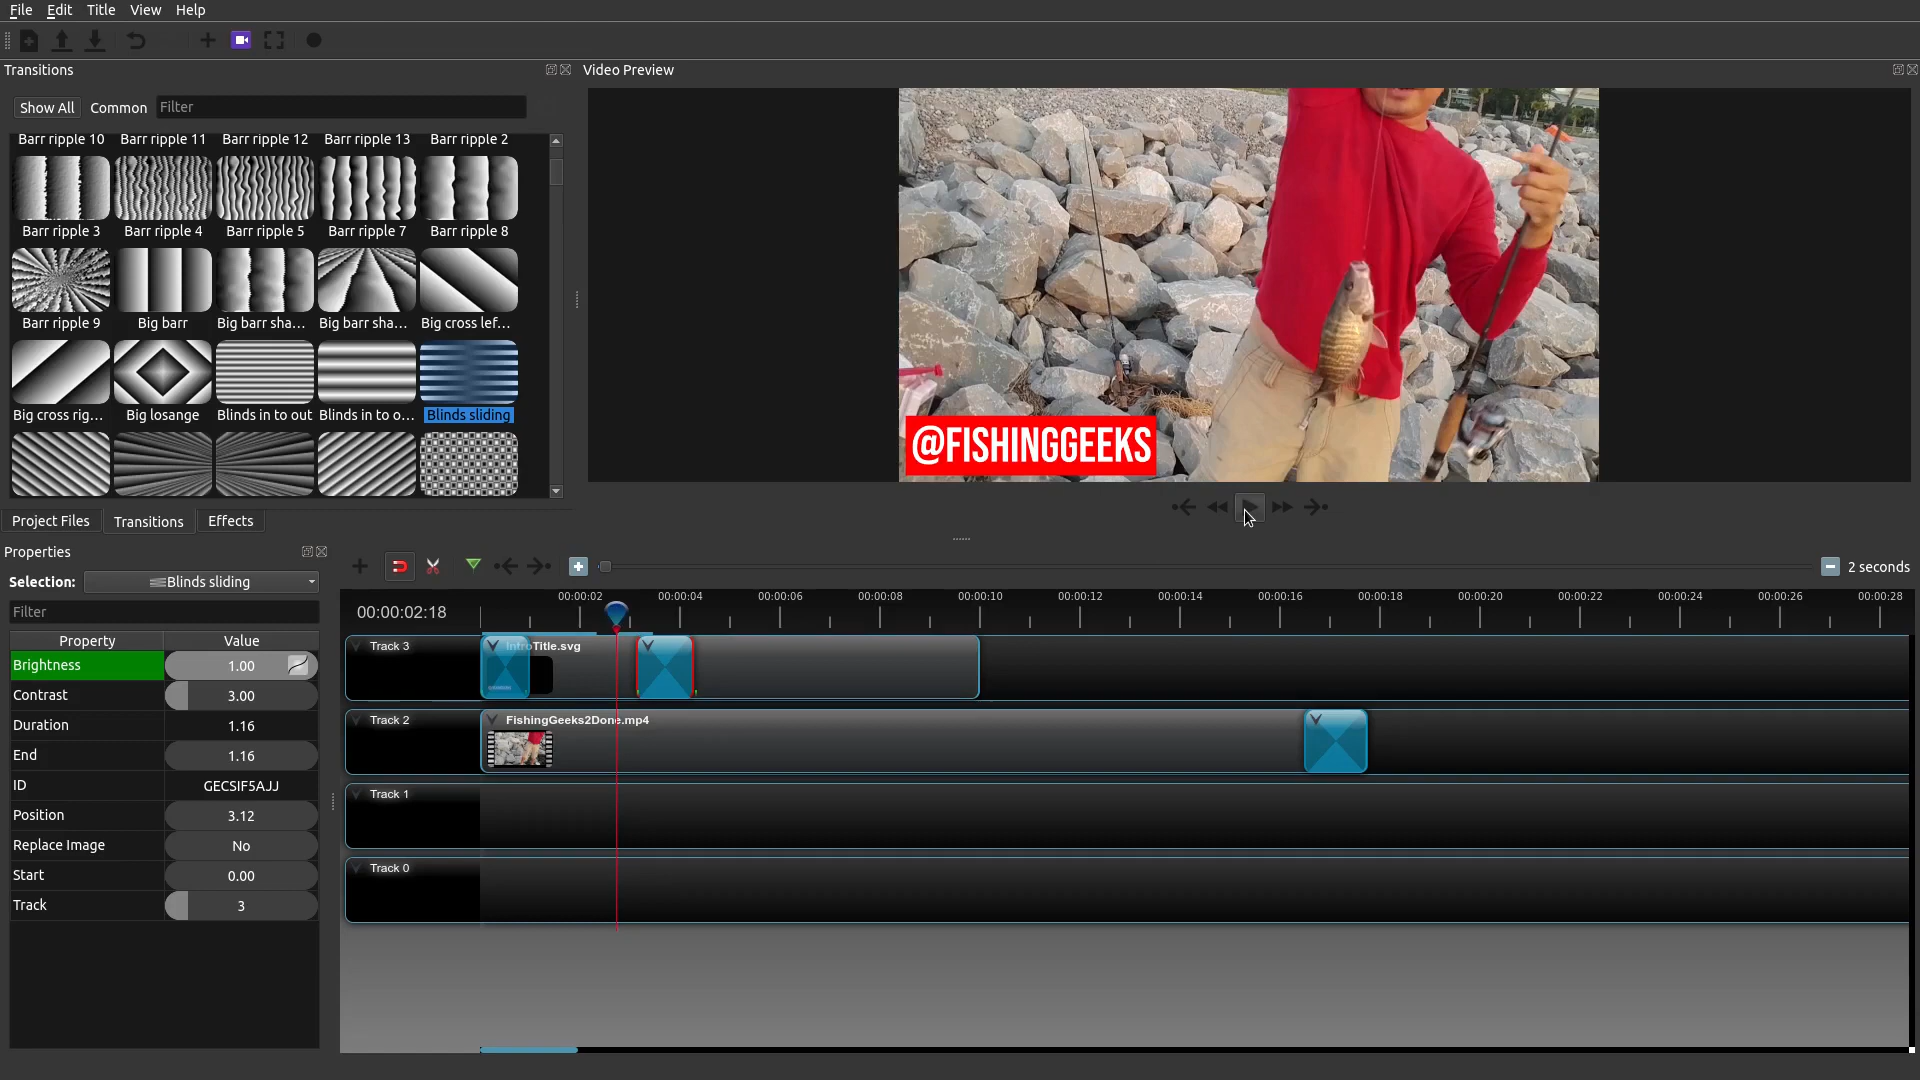 File Edit Title View Help
Transitions
Video Preview
Show All Common Filter
Barr ripple 10 Barr ripple 11 Barr ripple 12 Barr ripple 13 Barr ripple 2
Barr ripple 3 Barr ripple 4 Barr ripple 5 Barr ripple 7 Barr ripple 8
Barr ripple 9 Big barr Big barr sha... Big barr sha... Big cross lef...
Big cross rig... Big losange Blinds in to out Blinds in to o... Blinds sliding
@FISHINGGEEKS
Project Files Transitions Effects
Properties
Selection: Blinds sliding
Filter
Property Value
Brightness 1.00
Contrast 3.00
Duration 1.16
End 1.16
ID GECSIF5AJJ
Position 3.12
Replace Image No
Start 0.00
Track 3
2 seconds
00:00:02:18
00:00:02 00:00:04 00:00:06 00:00:08 00:00:10 00:00:12 00:00:14 00:00:16 00:00:18 00:00:20 00:00:22 00:00:24 00:00:26 00:00:28
Track 3 IntroTitle.svg
Track 2 FishingGeeks2Done.mp4
Track 1
Track 0